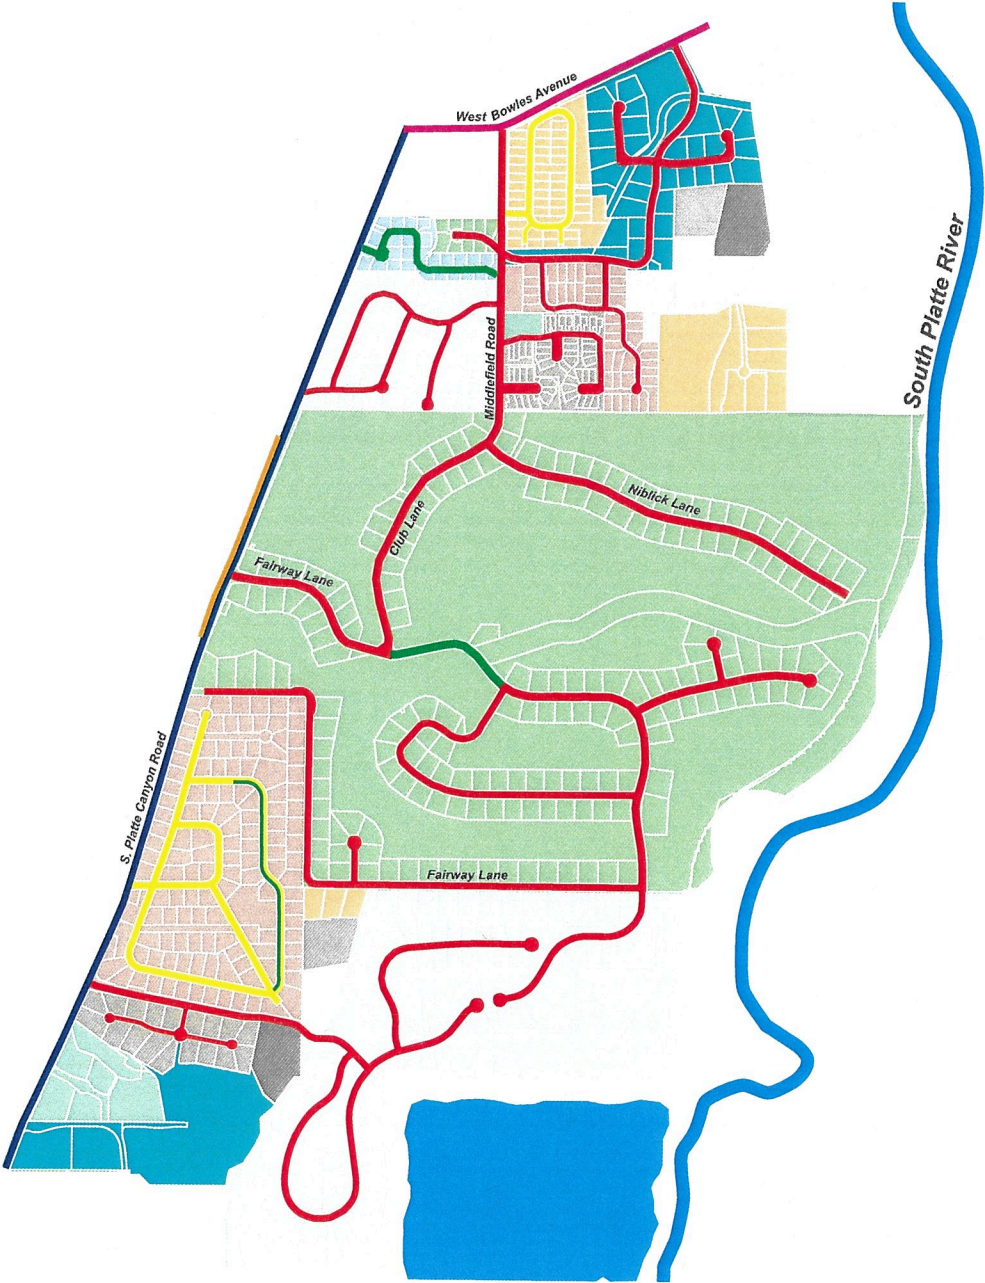 West Bowles Avenue
South Platte River
Middlefield Road
Niblick Lane
Club Lane
Fairway Lane
S. Platte Canyon Road
Fairway Lane